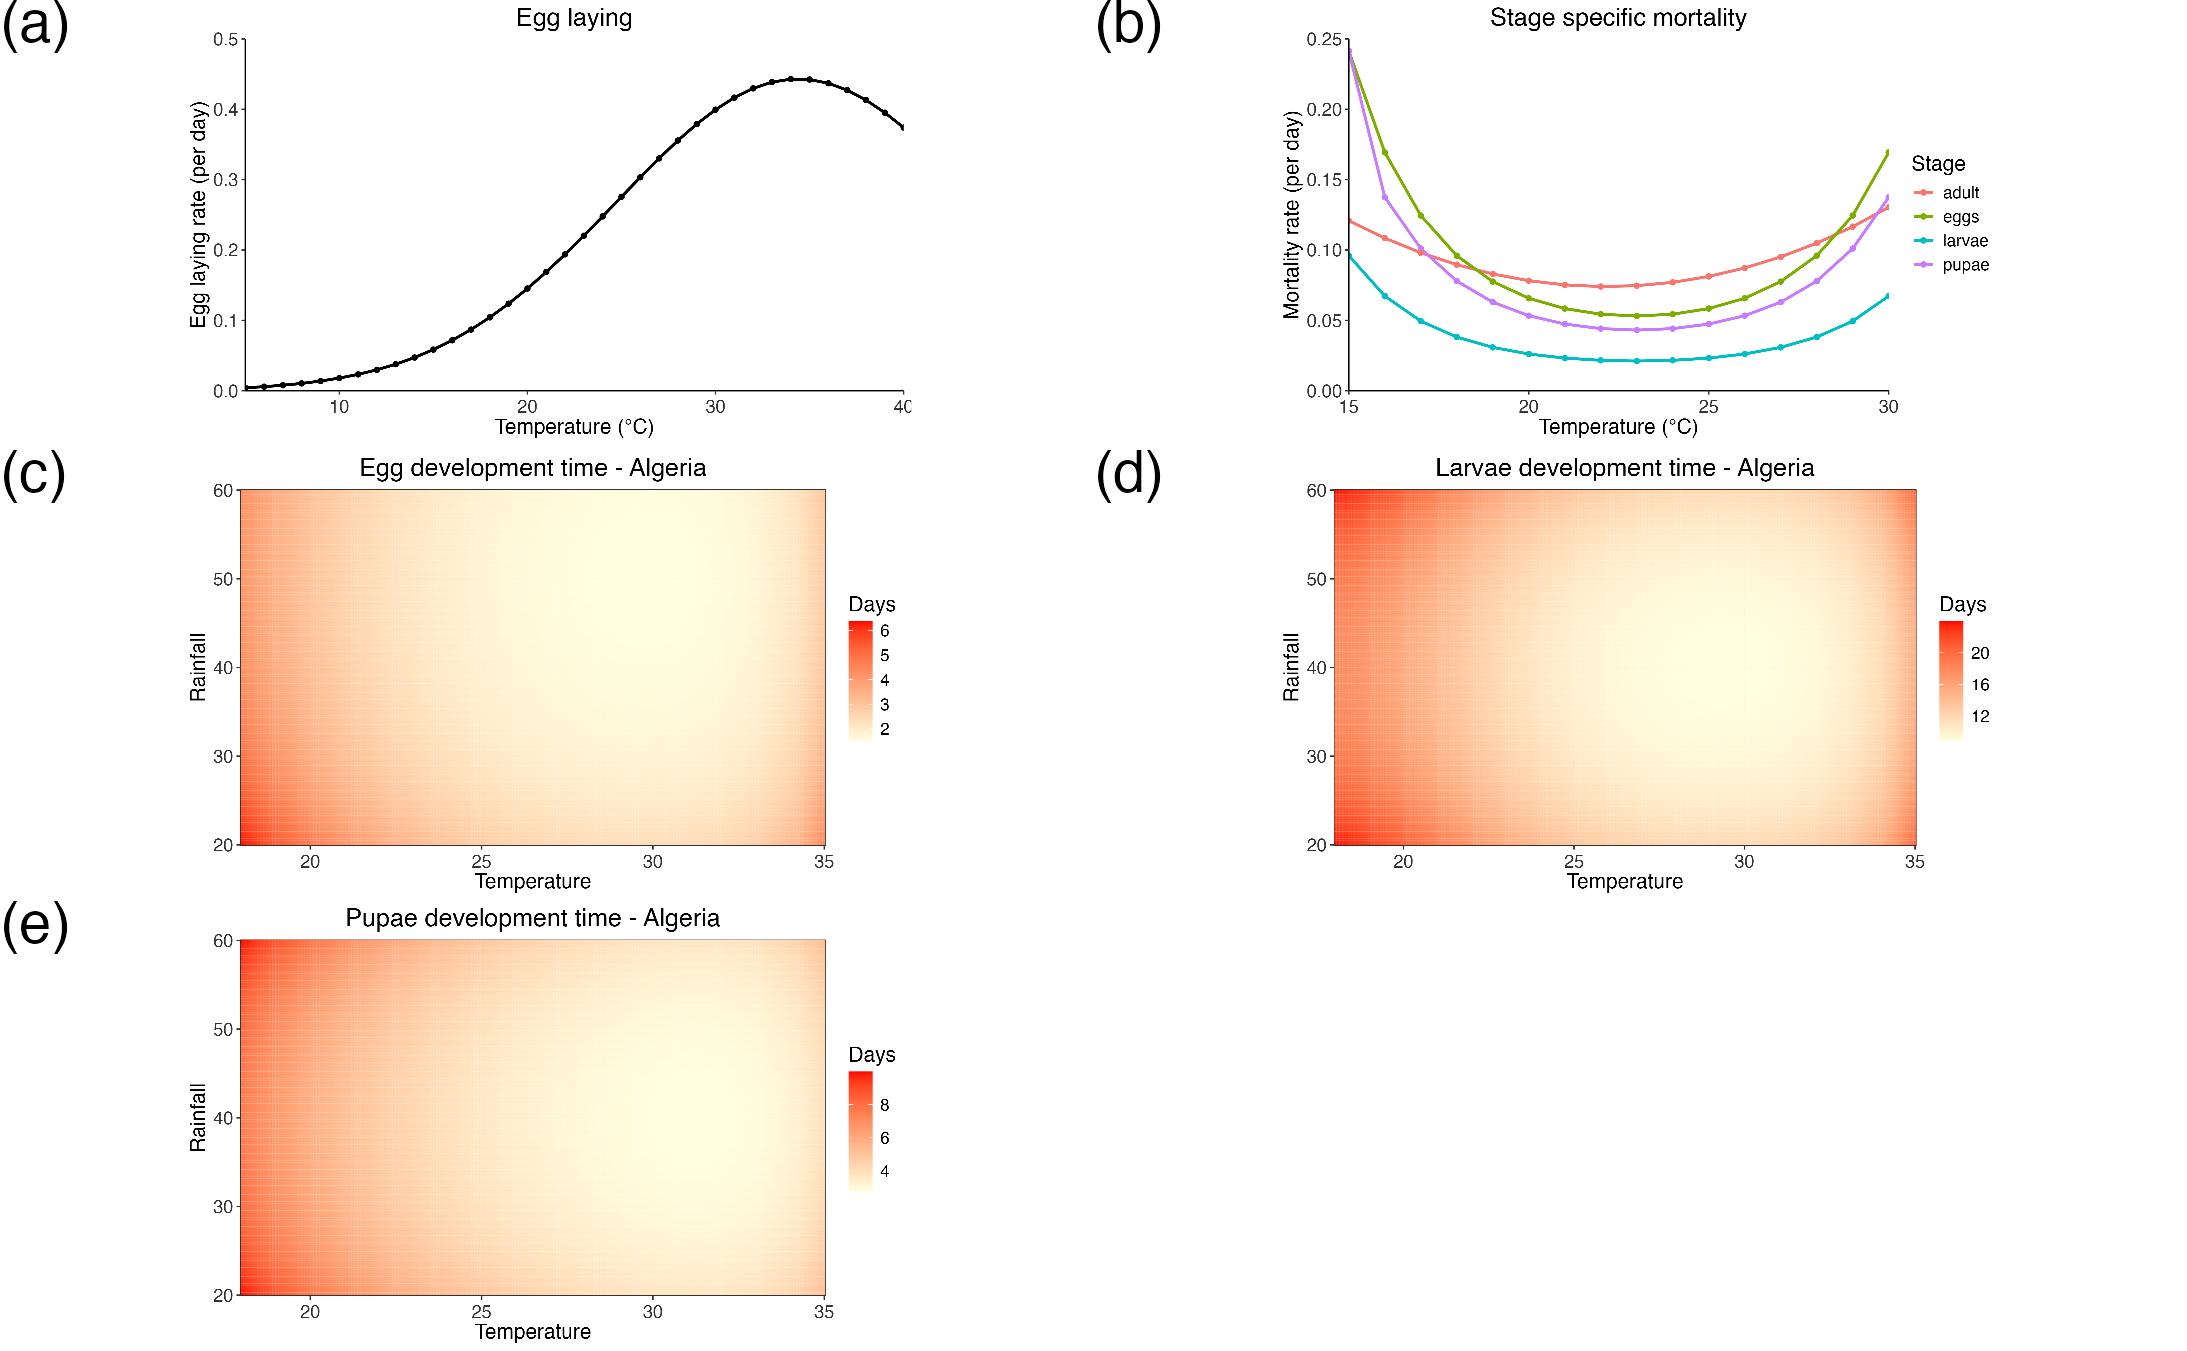 (a)
Egg laying
Egg laying rate (per day)
0.5
0.4
0.3
0.2
0.1
0.0
10
20
30
40
Temperature (°C)
(b)
Stage specific mortality
Mortality rate (per day)
0.25
0.20
0.15
0.10
0.05
0.00
15
20
25
30
Temperature (°C)
Stage
adult
eggs
larvae
pupae
(c)
Egg development time - Algeria
Rainfall
60
50
40
30
20
20
25
30
35
Temperature
Days
6
5
4
3
2
(d)
Larvae development time - Algeria
Rainfall
60
50
40
30
20
20
25
30
35
Temperature
Days
20
16
12
(e)
Pupae development time - Algeria
Rainfall
60
50
40
30
20
20
25
30
35
Temperature
Days
8
6
4